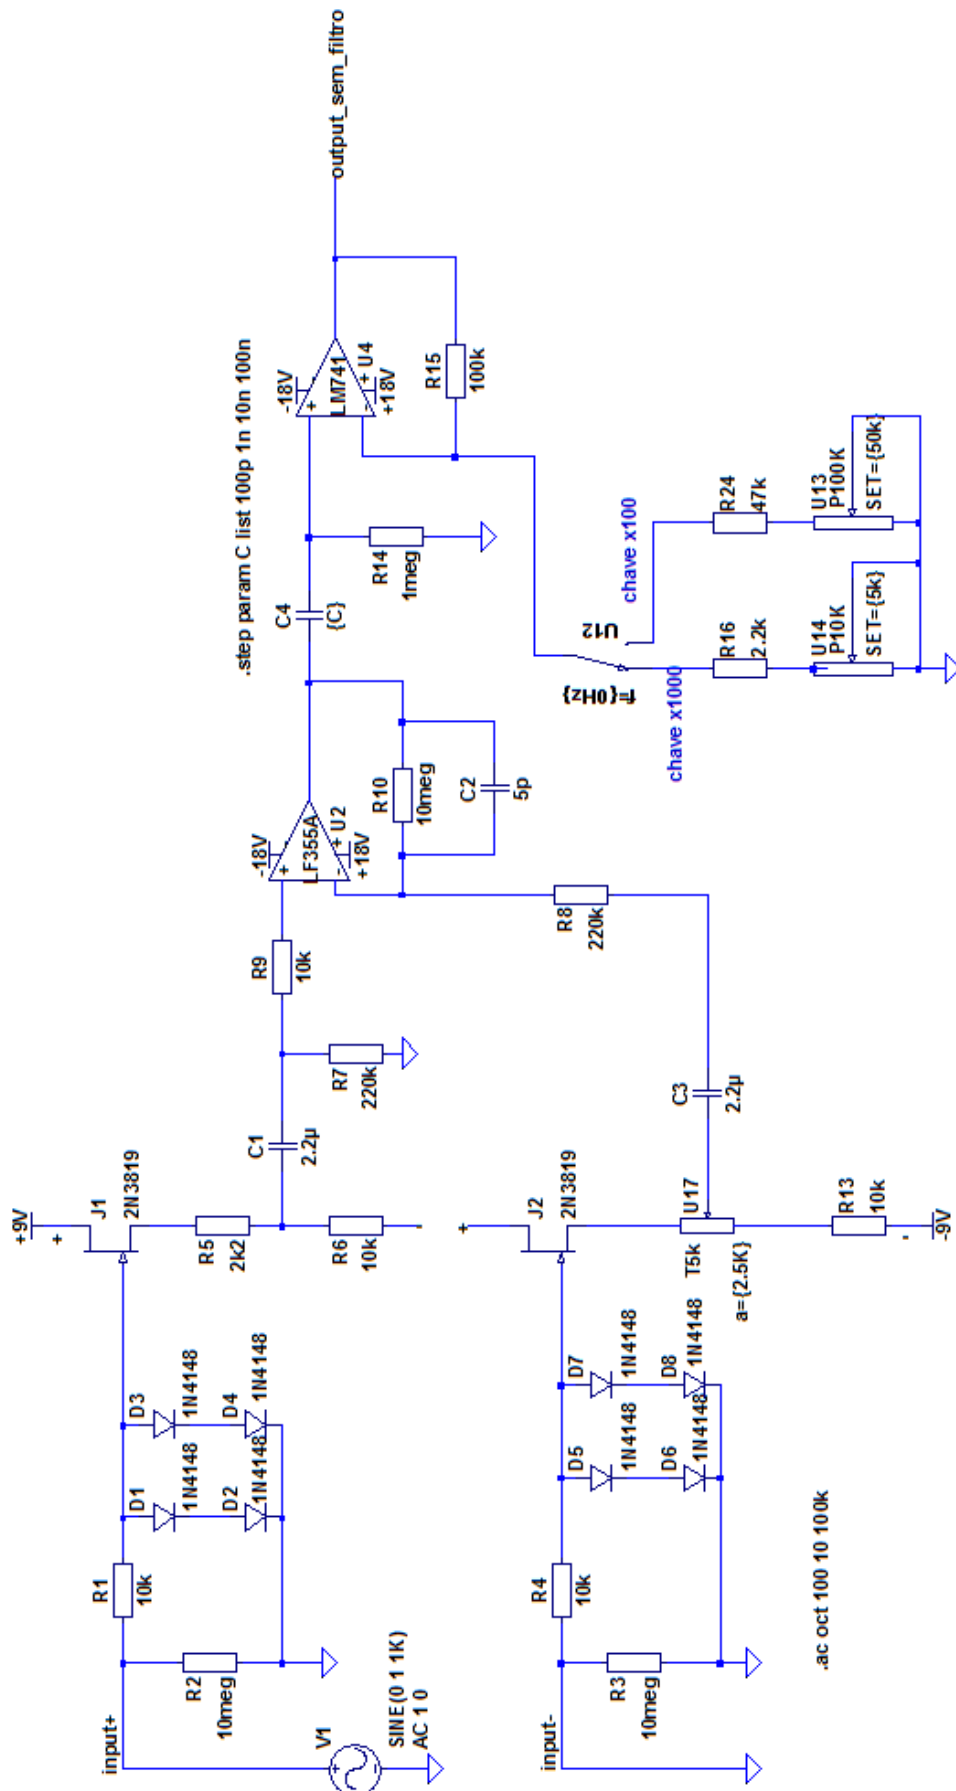 +9V
+
J1
2N3819
input+
R1
10k
D3
1N4148
D4
1N4148
D1
1N4148
D2
1N4148
R2
10meg
V1
SINE(0 1 1K)
AC 1 0
R5
2k2
R6
10k
C1
2.2µ
R7
220k
R9
10k
-18V
+
-
LF355A
+ U2
+18V
R10
10meg
C2
5p
R8
220k
.step param C list 100p 1n 10n 100n
C4
{C}
R14
1meg
-18V
+
-
LM741
+ U4
+18V
output_sem_filtro
R15
100k
input-
R4
10k
D5
1N4148
D6
1N4148
D7
1N4148
D8
1N4148
R3
10meg
+
J2
2N3819
U17
T5k
a={2.5K}
C3
2.2µ
R13
10k
-
-9V
U12
f={0Hz}
chave x1000
chave x100
R16
2.2k
R24
47k
U14
P10K
SET={5k}
U13
P100K
SET={50k}
.ac oct 100 10 100k